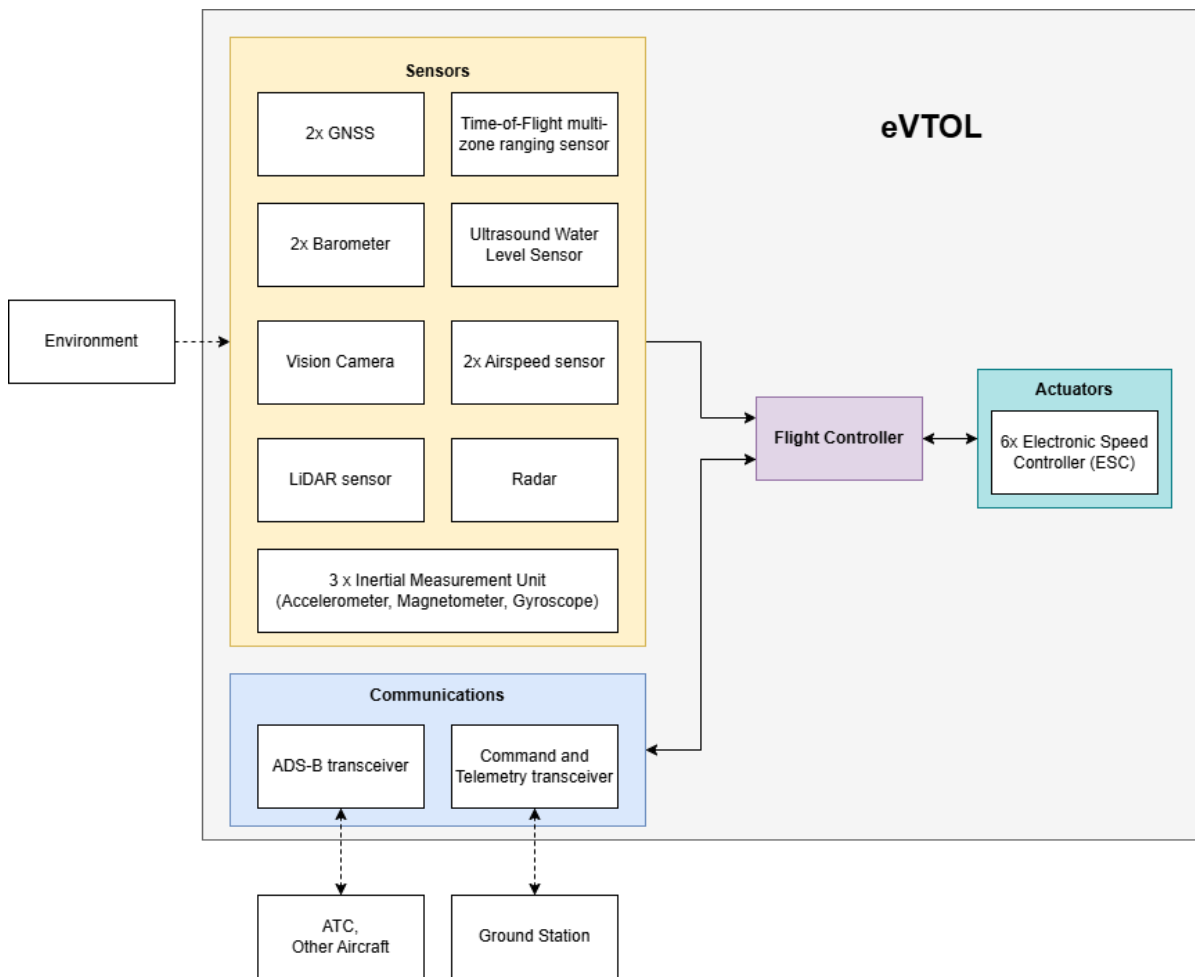 Sensors
eVTOL
2x GNSS
Time-of-Flight multi-
zone ranging sensor
2x Barometer
Ultrasound Water
Level Sensor
Environment
Vision Camera
2x Airspeed sensor
Actuators
Flight Controller
6x Electronic Speed
Controller (ESC)
LiDAR sensor
Radar
3 x Inertial Measurement Unit
(Accelerometer, Magnetometer, Gyroscope)
Communications
ADS-B transceiver
Command and
Telemetry transceiver
ATC,
Other Aircraft
Ground Station